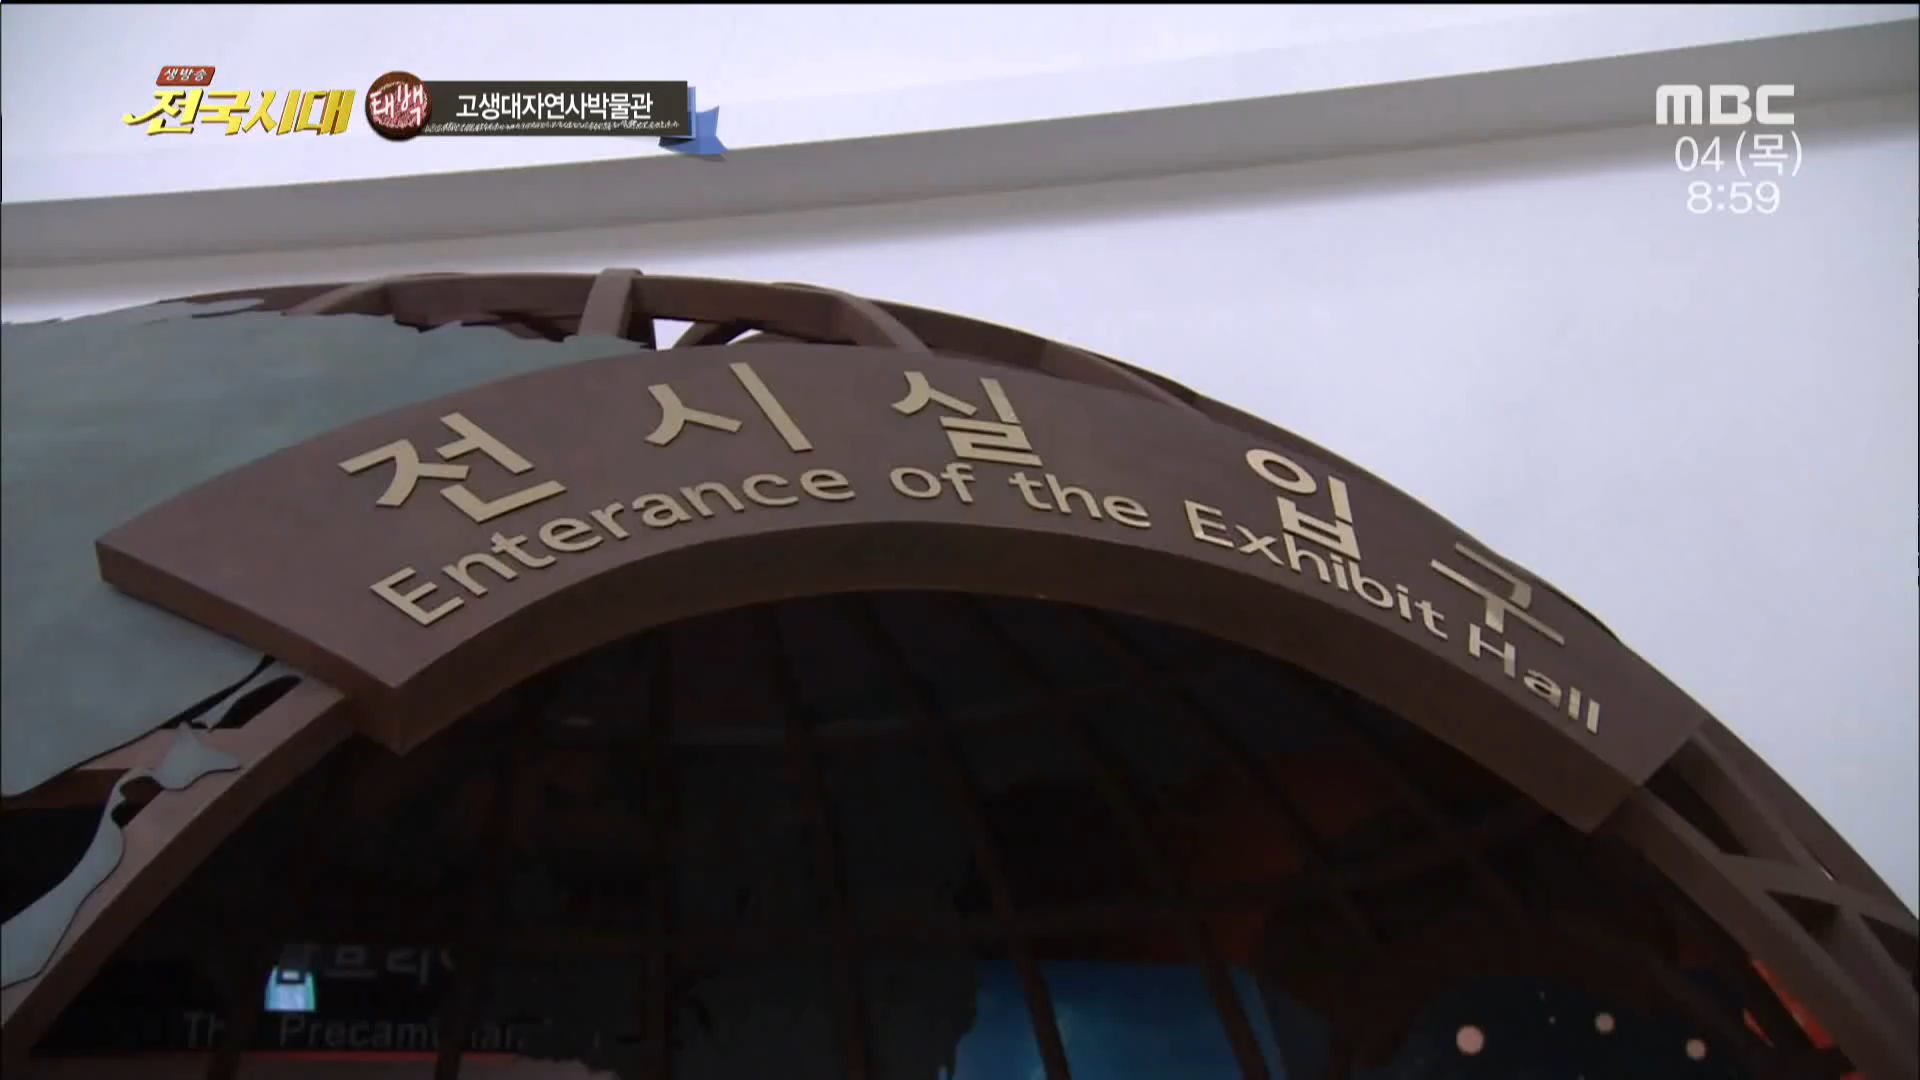 생방송
전국시대
태백
고생대자연사박물관
MBC
04 (목)
8:59
전시실 입구
Enterance of the Exhibit Hall